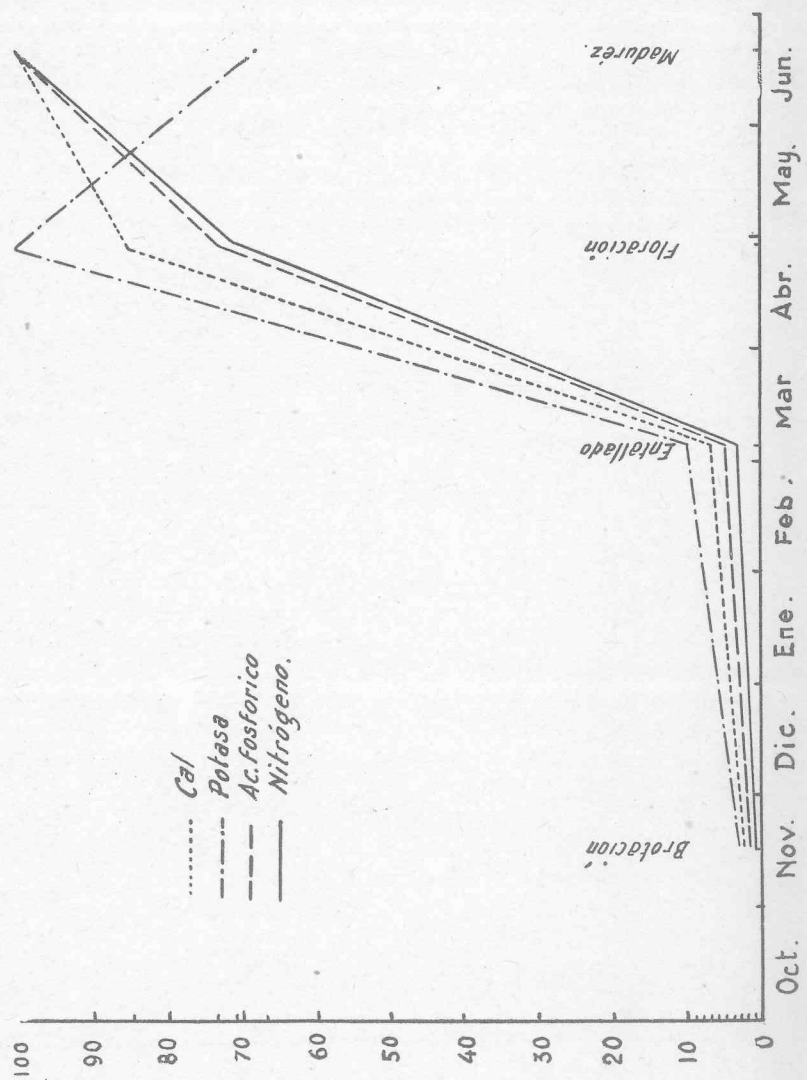 100
90
80
70
60
50
40
30
20
10
0
Cal
Potasa
Ac. Fosforico
Nitrógeno.
Brotación
Entallado
Floración
Madurez.
Oct. Nov. Dic. Ene. Feb. Mar Abr. May. Jun.